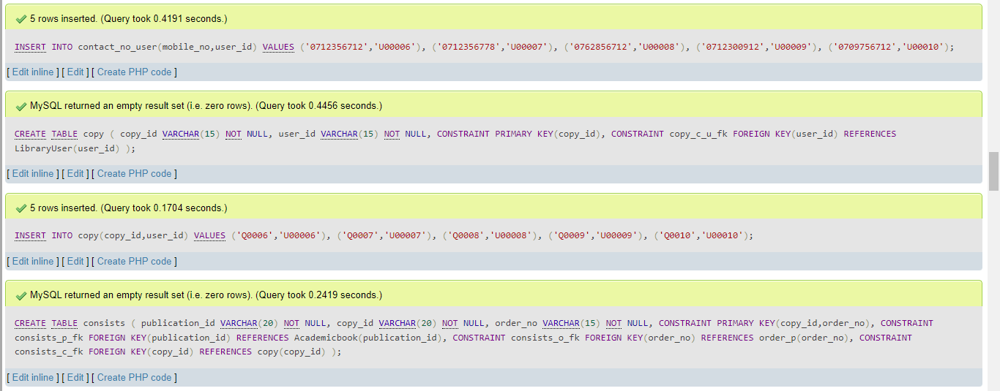 5 rows inserted. (Query took 0.4191 seconds.)
INSERT INTO contact_no_user(mobile_no,user_id) VALUES ('0712356712','U00006'), ('0712356778','U00007'), ('0762856712','U00008'), ('0712300912','U00009'), ('0709756712','U00010');
[ Edit inline ] [ Edit ] [ Create PHP code ]
MySQL returned an empty result set (i.e. zero rows). (Query took 0.4456 seconds.)
CREATE TABLE copy ( copy_id VARCHAR(15) NOT NULL, user_id VARCHAR(15) NOT NULL, CONSTRAINT PRIMARY KEY(copy_id), CONSTRAINT copy_c_u_fk FOREIGN KEY(user_id) REFERENCES
LibraryUser(user_id) );
[ Edit inline ] [ Edit ] [ Create PHP code ]
5 rows inserted. (Query took 0.1704 seconds.)
INSERT INTO copy(copy_id,user_id) VALUES ('Q0006','U00006'), ('Q0007','U00007'), ('Q0008','U00008'), ('Q0009','U00009'), ('Q0010','U00010');
[ Edit inline ] [ Edit ] [ Create PHP code ]
MySQL returned an empty result set (i.e. zero rows). (Query took 0.2419 seconds.)
CREATE TABLE consists ( publication_id VARCHAR(20) NOT NULL, copy_id VARCHAR(20) NOT NULL, order_no VARCHAR(15) NOT NULL, CONSTRAINT PRIMARY KEY(copy_id,order_no), CONSTRAINT
consists_p_fk FOREIGN KEY(publication_id) REFERENCES Academicbook(publication_id), CONSTRAINT consists_o_fk FOREIGN KEY(order_no) REFERENCES order_p(order_no), CONSTRAINT
consists_c_fk FOREIGN KEY(copy_id) REFERENCES copy(copy_id) );
[ Edit inline ] [ Edit ] [ Create PHP code ]